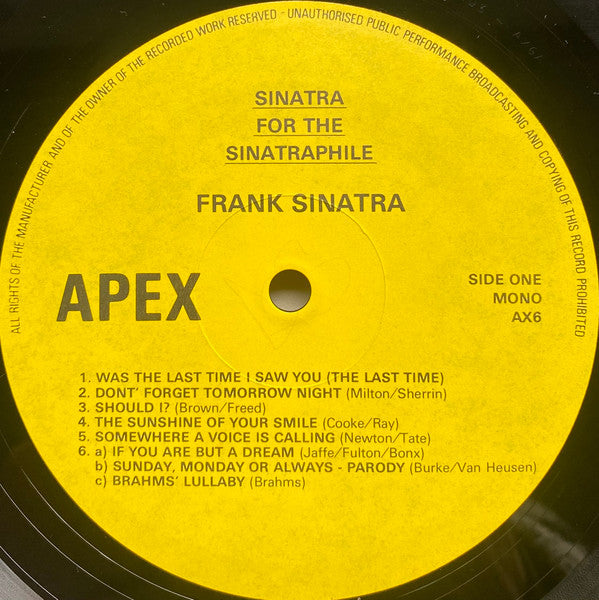 ALL RIGHTS OF THE MANUFACTURER AND OF THE OWNER OF THE RECORDED WORK RESERVED - UNAUTHORISED PUBLIC PERFORMANCE BROADCASTING AND COPYING OF THIS RECORD PROHIBITED
SINATRA
FOR THE
SINATRAPHILE
FRANK SINATRA
APEX
SIDE ONE
MONO
AX6
1. WAS THE LAST TIME I SAW YOU (THE LAST TIME)
2. DONT' FORGET TOMORROW NIGHT (Milton/Sherrin)
3. SHOULD I? (Brown/Freed)
4. THE SUNSHINE OF YOUR SMILE (Cooke/Ray)
5. SOMEWHERE A VOICE IS CALLING (Newton/Tate)
6. a) IF YOU ARE BUT A DREAM (Jaffe/Fulton/Bonx)
b) SUNDAY, MONDAY OR ALWAYS - PARODY (Burke/Van Heusen)
c) BRAHMS' LULLABY (Brahms)